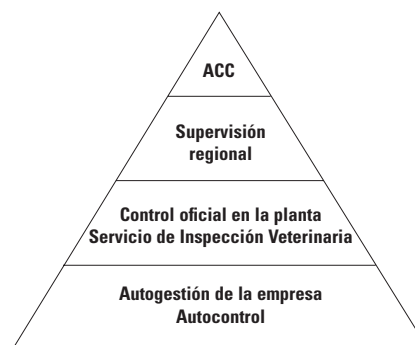 ACC
Supervisión
regional
Control oficial en la planta
Servicio de Inspección Veterinaria
Autogestión de la empresa
Autocontrol